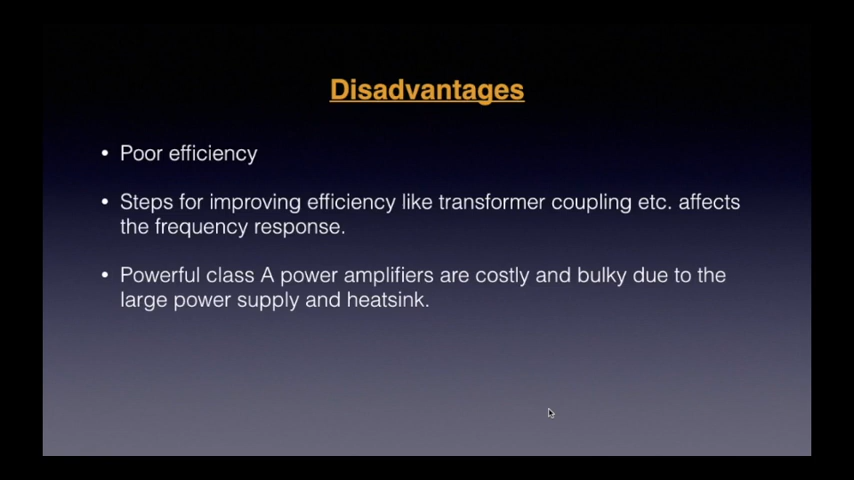 Disadvantages
• Poor efficiency
• Steps for improving efficiency like transformer coupling etc. affects
the frequency response.
• Powerful class A power amplifiers are costly and bulky due to the
large power supply and heatsink.